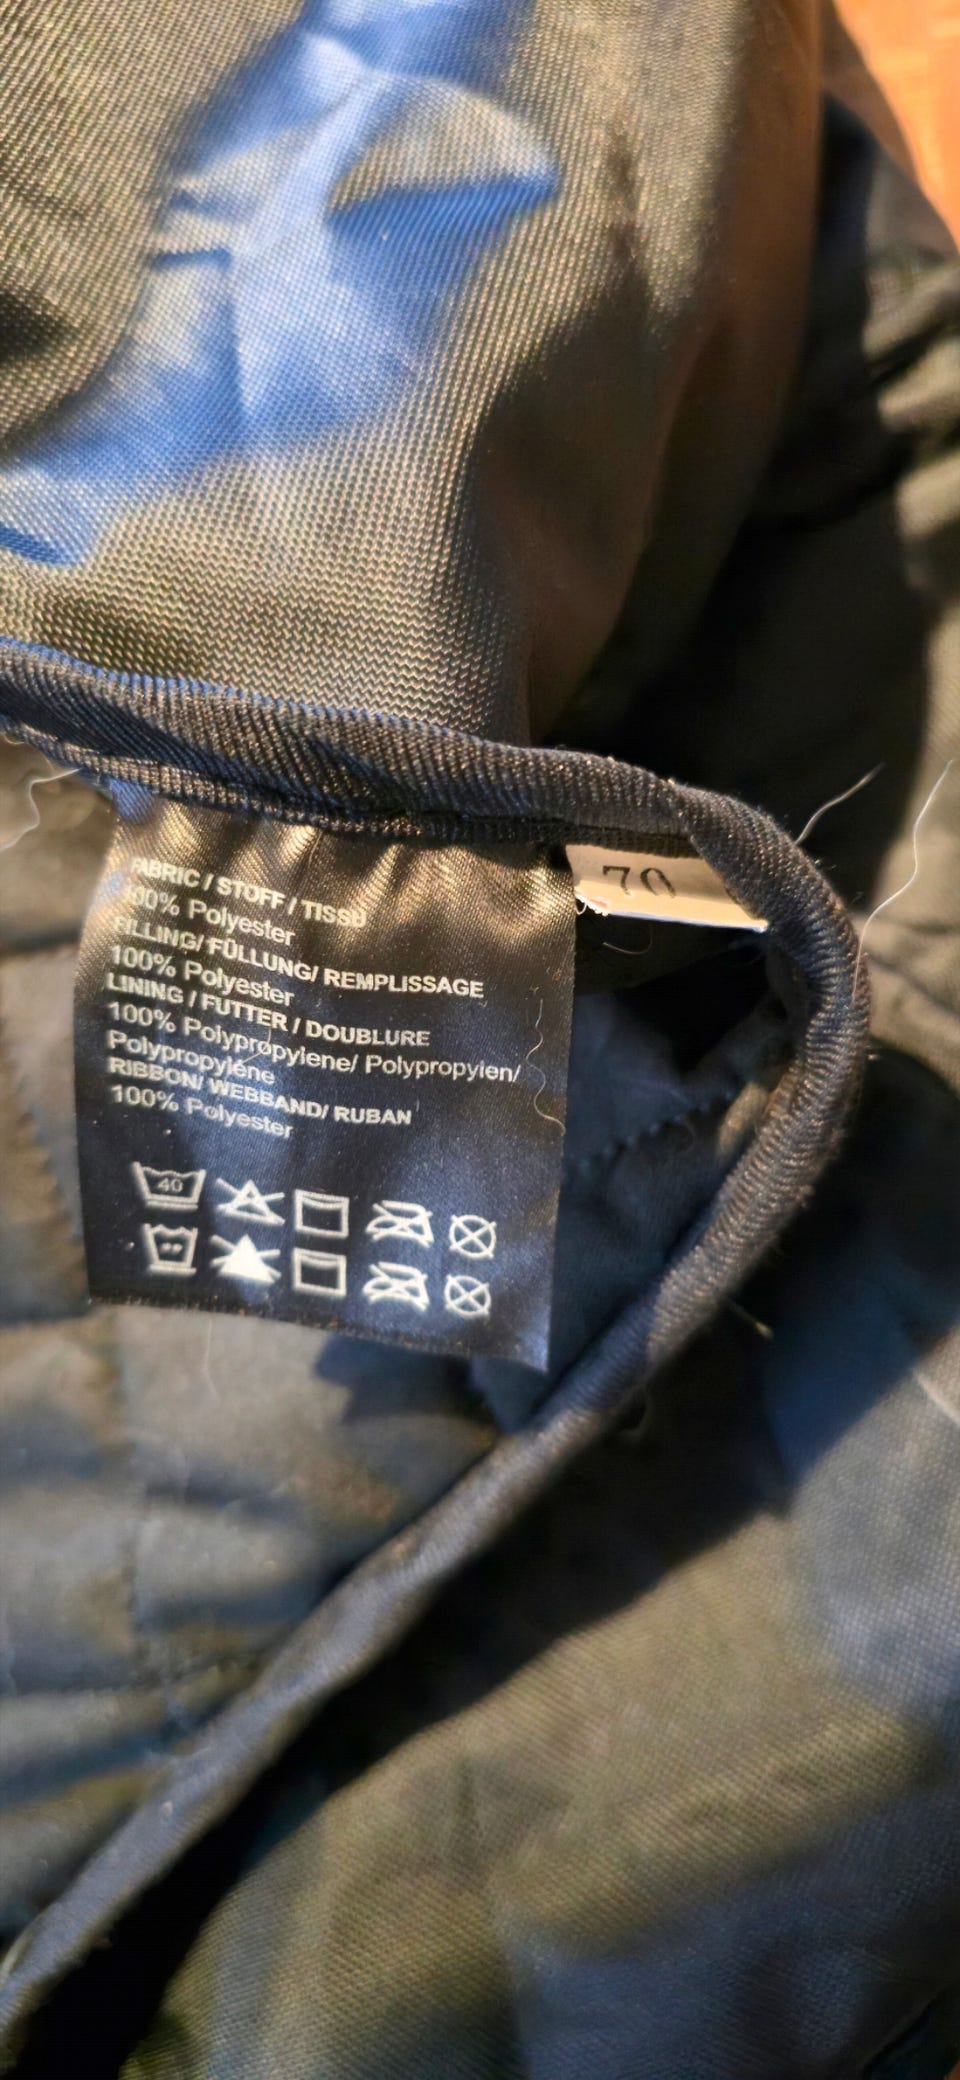 FABRIC / STOFF / TISSU
100% Polyester
FILLING/ FÜLLUNG/ REMPLISSAGE
100% Polyester
LINING / FUTTER / DOUBLURE
100% Polypropylene/ Polypropylen/
Polypropylène
RIBBON/ WEBBAND/ RUBAN
100% Polyester
40
70